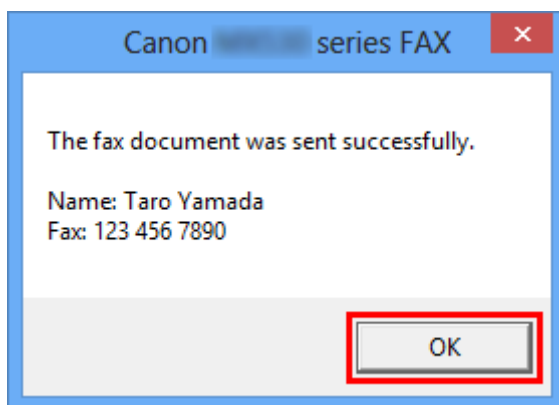 Canon series FAX
The fax document was sent successfully.
Name: Taro Yamada
Fax: 123 456 7890
OK